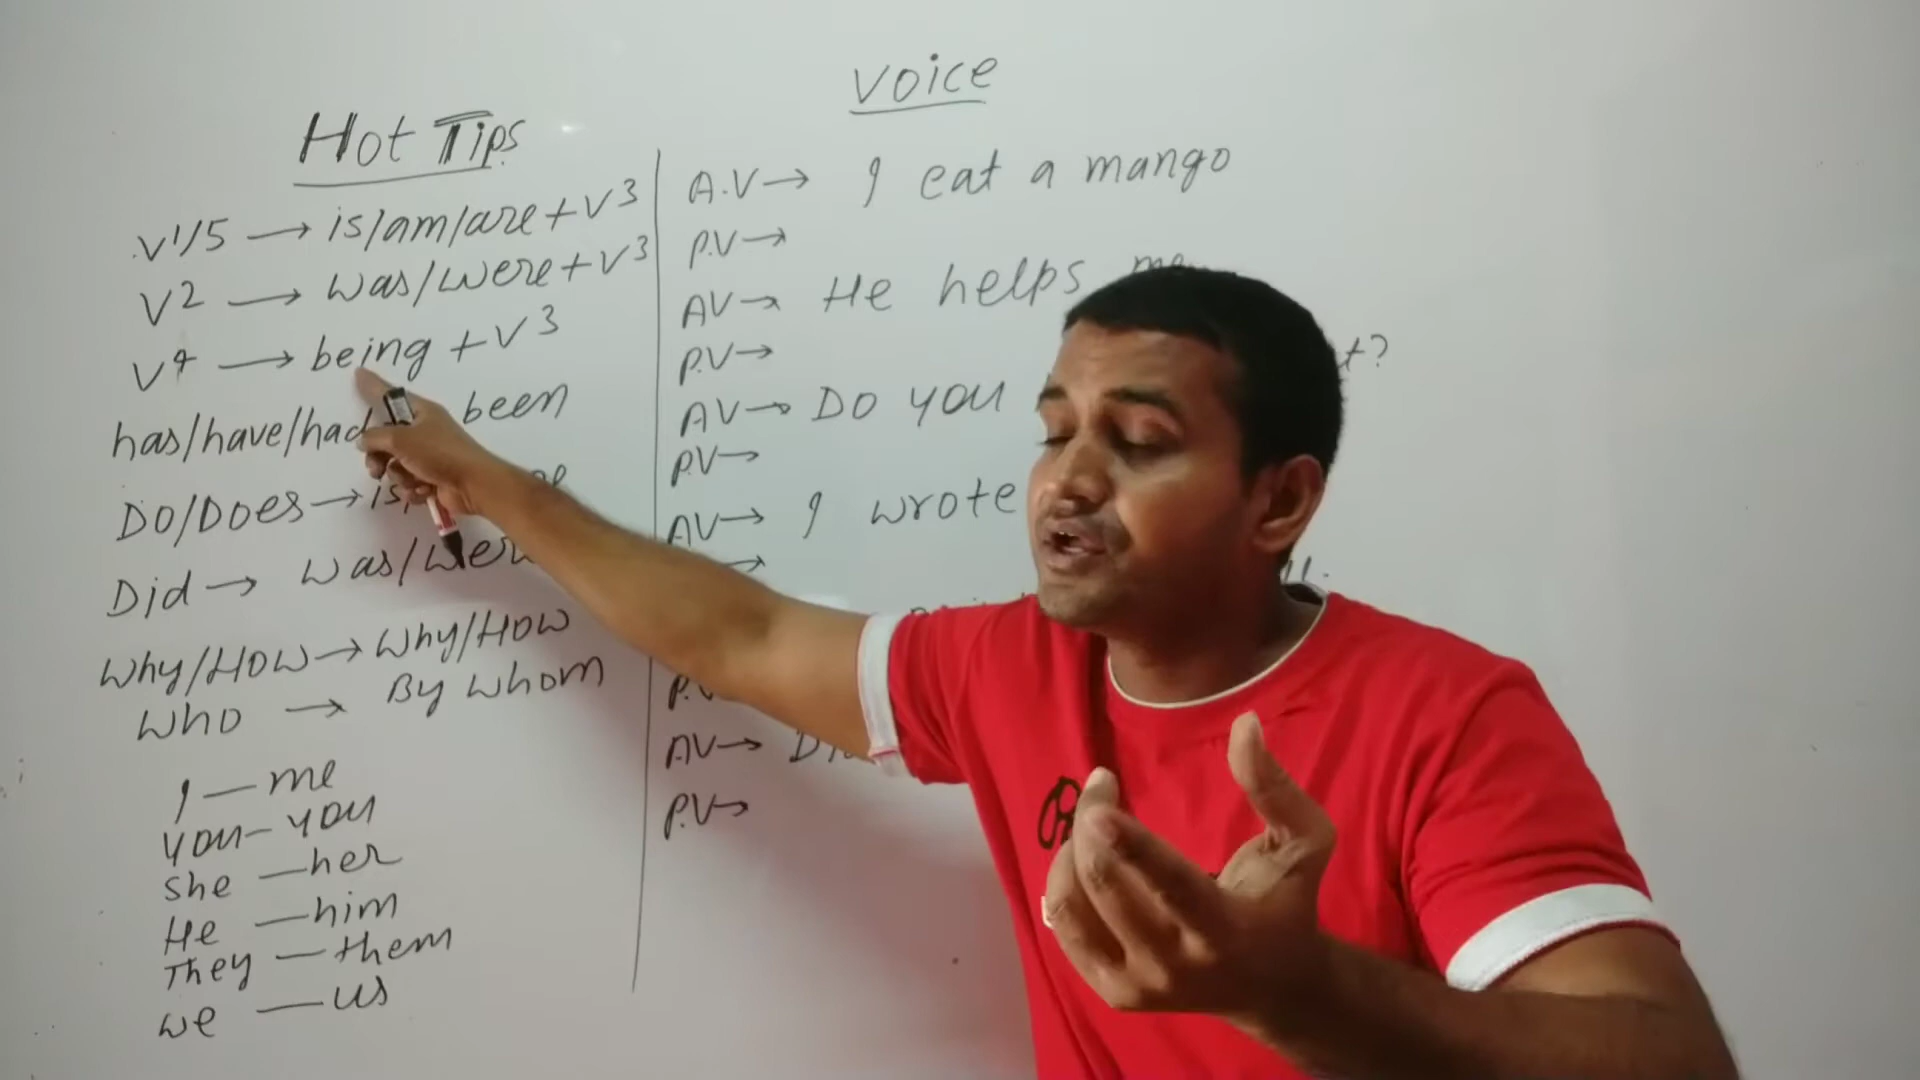 Hot Tips
V1/5 → is/am/are + V3
V2 → was/were + V3
V4 → being + V3
has/have/had been
Do/Does → is,
Did → was/wer
Why/How → Why/How
Who → By whom
I — me
You — you
She — her
He — him
They — them
We — us
Voice
A.V → I eat a mango
P.V →
AV → He helps me
P.V →
AV → Do you t?
P.V →
AV → I wrote
→
P.V
AV →
P.V →